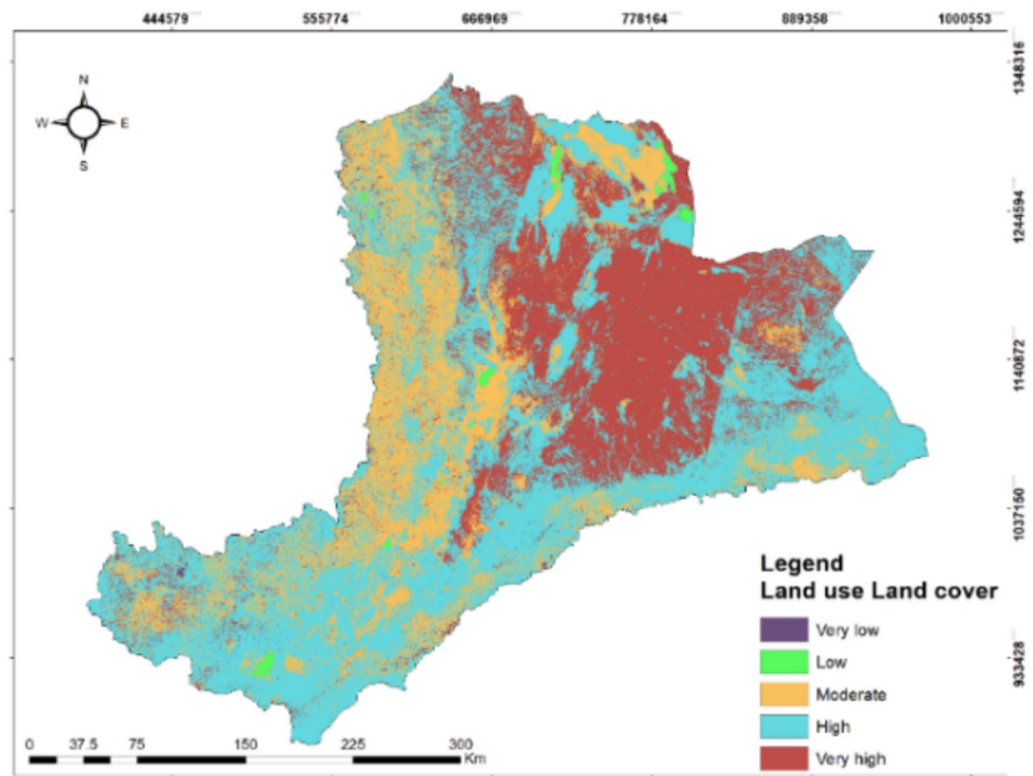 444579 555774 666969 778164 889358 1000553
1348316
N
W E
S
1244594
1140872
1037150
Legend
Land use Land cover
Very low
Low
933428
Moderate
High
0 37.5 75 150 225 300
Very high
Km